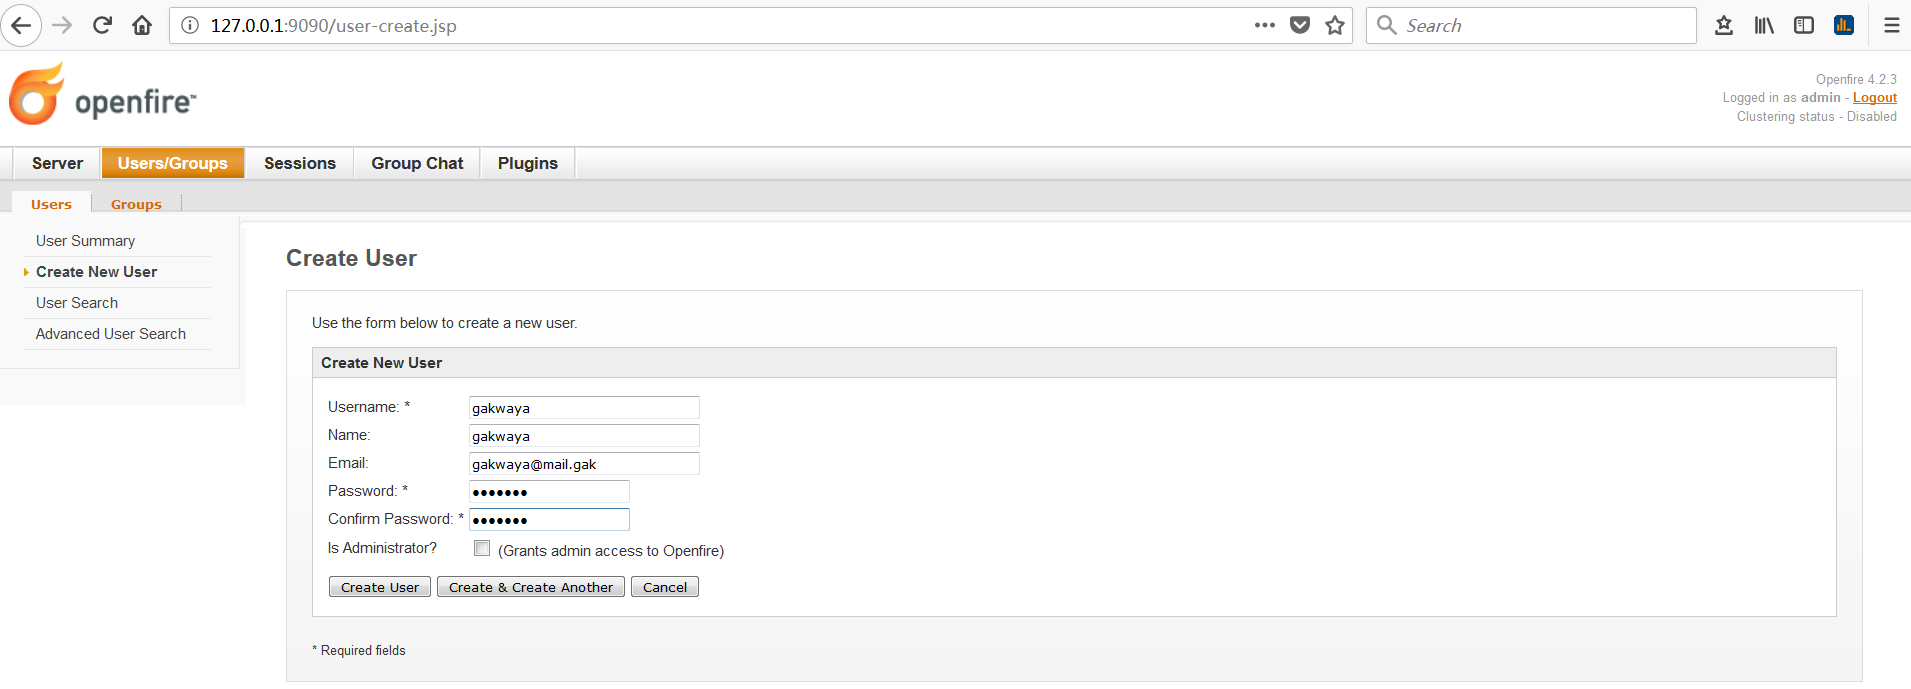 127.0.0.1:9090/user-create.jsp
Search
openfire™
Openfire 4.2.3
Logged in as admin - Logout
Clustering status - Disabled
Server Users/Groups Sessions Group Chat Plugins
Users Groups
User Summary
Create New User
User Search
Advanced User Search
Create User
Use the form below to create a new user.
Create New User
Username: * gakwaya
Name: gakwaya
Email: gakwaya@mail.gak
Password: * •••••••
Confirm Password: * •••••••
Is Administrator? (Grants admin access to Openfire)
Create User Create & Create Another Cancel
* Required fields